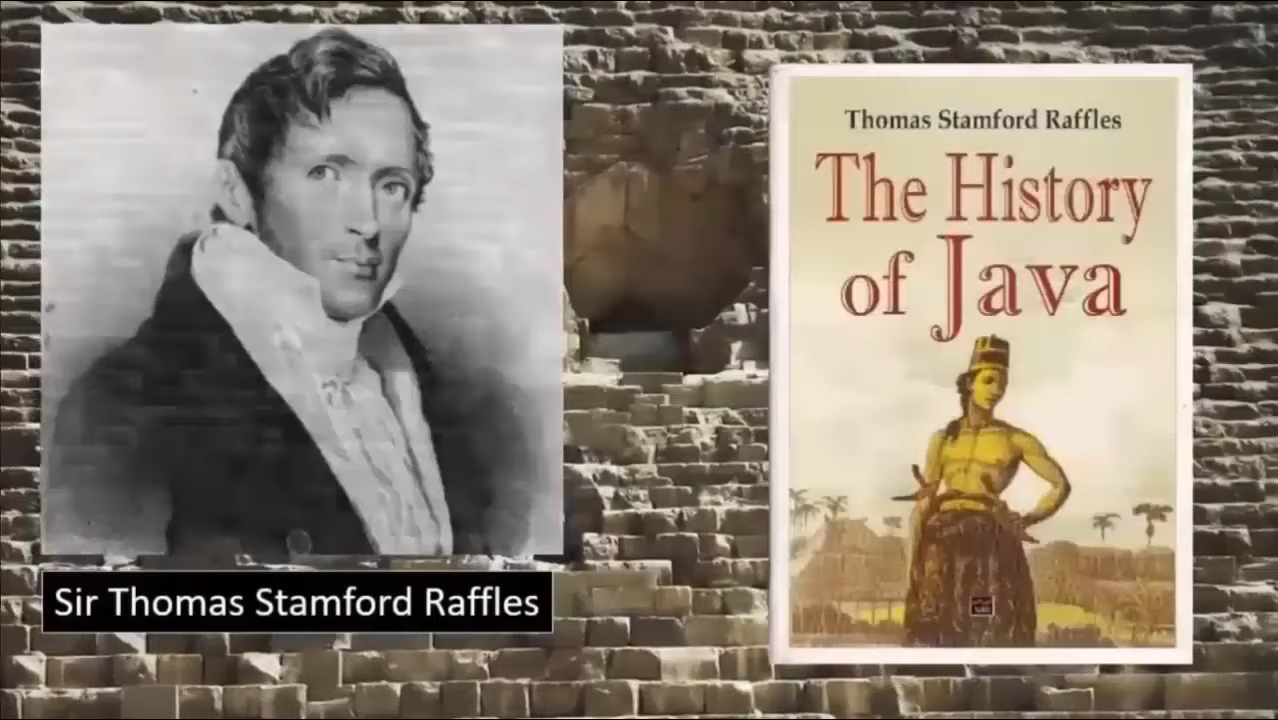 Thomas Stamford Raffles
The History
of Java
Sir Thomas Stamford Raffles